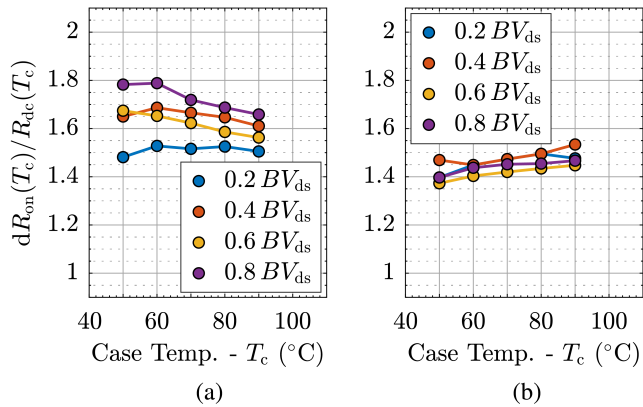 dR_on(T_c)/R_dc(T_c)
2
1.8
1.6
1.4
1.2
1
0.2 BV_ds
0.4 BV_ds
0.6 BV_ds
0.8 BV_ds
40 60 80 100
Case Temp. - T_c (°C)
(a)
2
1.8
1.6
1.4
1.2
1
0.2 BV_ds
0.4 BV_ds
0.6 BV_ds
0.8 BV_ds
40 60 80 100
Case Temp. - T_c (°C)
(b)